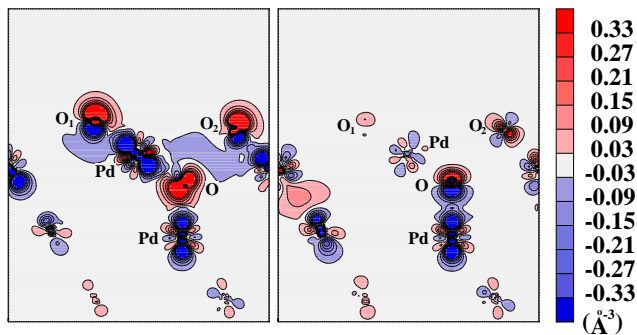 O₁
O₂
Pd
O
Pd
O₁
Pd
O₂
O
Pd
0.33
0.27
0.21
0.15
0.09
0.03
-0.03
-0.09
-0.15
-0.21
-0.27
-0.33
(Å⁻³)